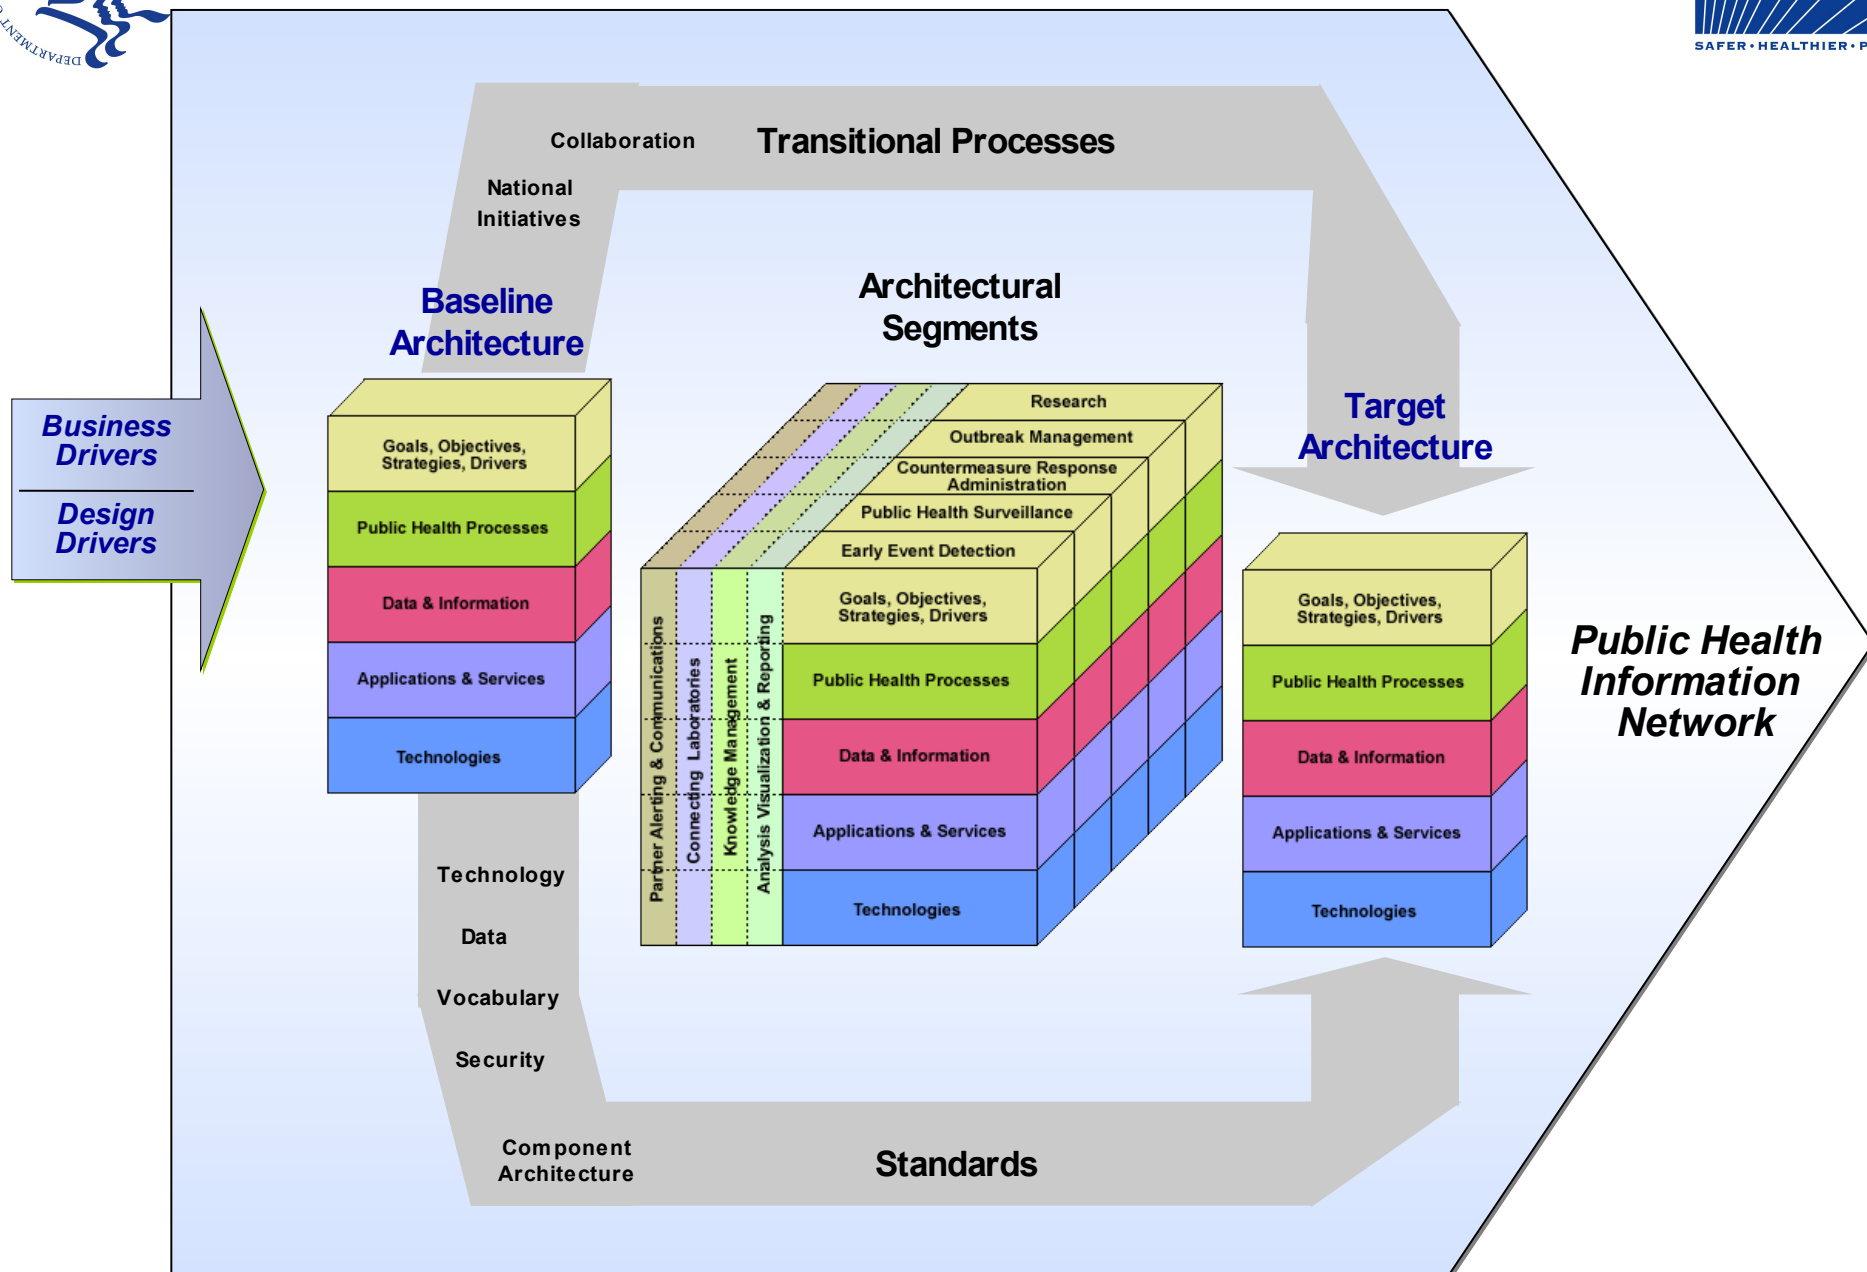 DEPARTMENT
SAFER • HEALTHIER • P
Collaboration
Transitional Processes
National
Initiatives
Baseline
Architecture
Architectural
Segments
Target
Architecture
Business
Drivers
Design
Drivers
Goals, Objectives,
Strategies, Drivers
Public Health Processes
Data & Information
Applications & Services
Technologies
Research
Outbreak Management
Countermeasure Response
Administration
Public Health Surveillance
Early Event Detection
Partner Alerting & Communications
Connecting Laboratories
Knowledge Management
Analysis Visualization & Reporting
Goals, Objectives,
Strategies, Drivers
Public Health Processes
Data & Information
Applications & Services
Technologies
Goals, Objectives,
Strategies, Drivers
Public Health Processes
Data & Information
Applications & Services
Technologies
Public Health
Information
Network
Technology
Data
Vocabulary
Security
Component
Architecture
Standards